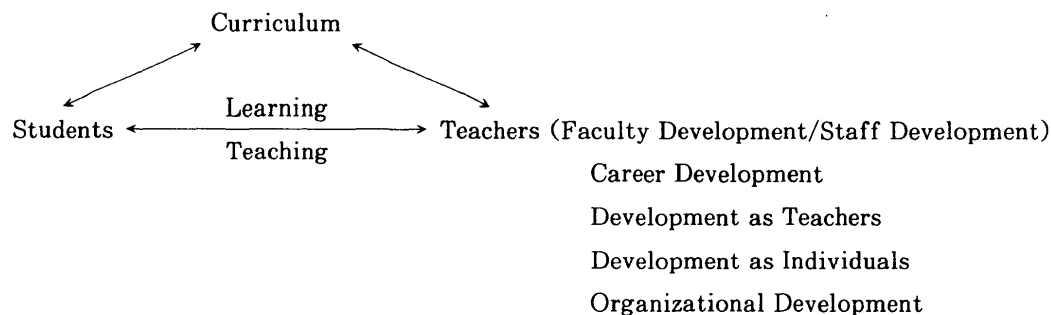 Curriculum
Learning
Students
Teachers (Faculty Development/Staff Development)
Teaching
Career Development
Development as Teachers
Development as Individuals
Organizational Development